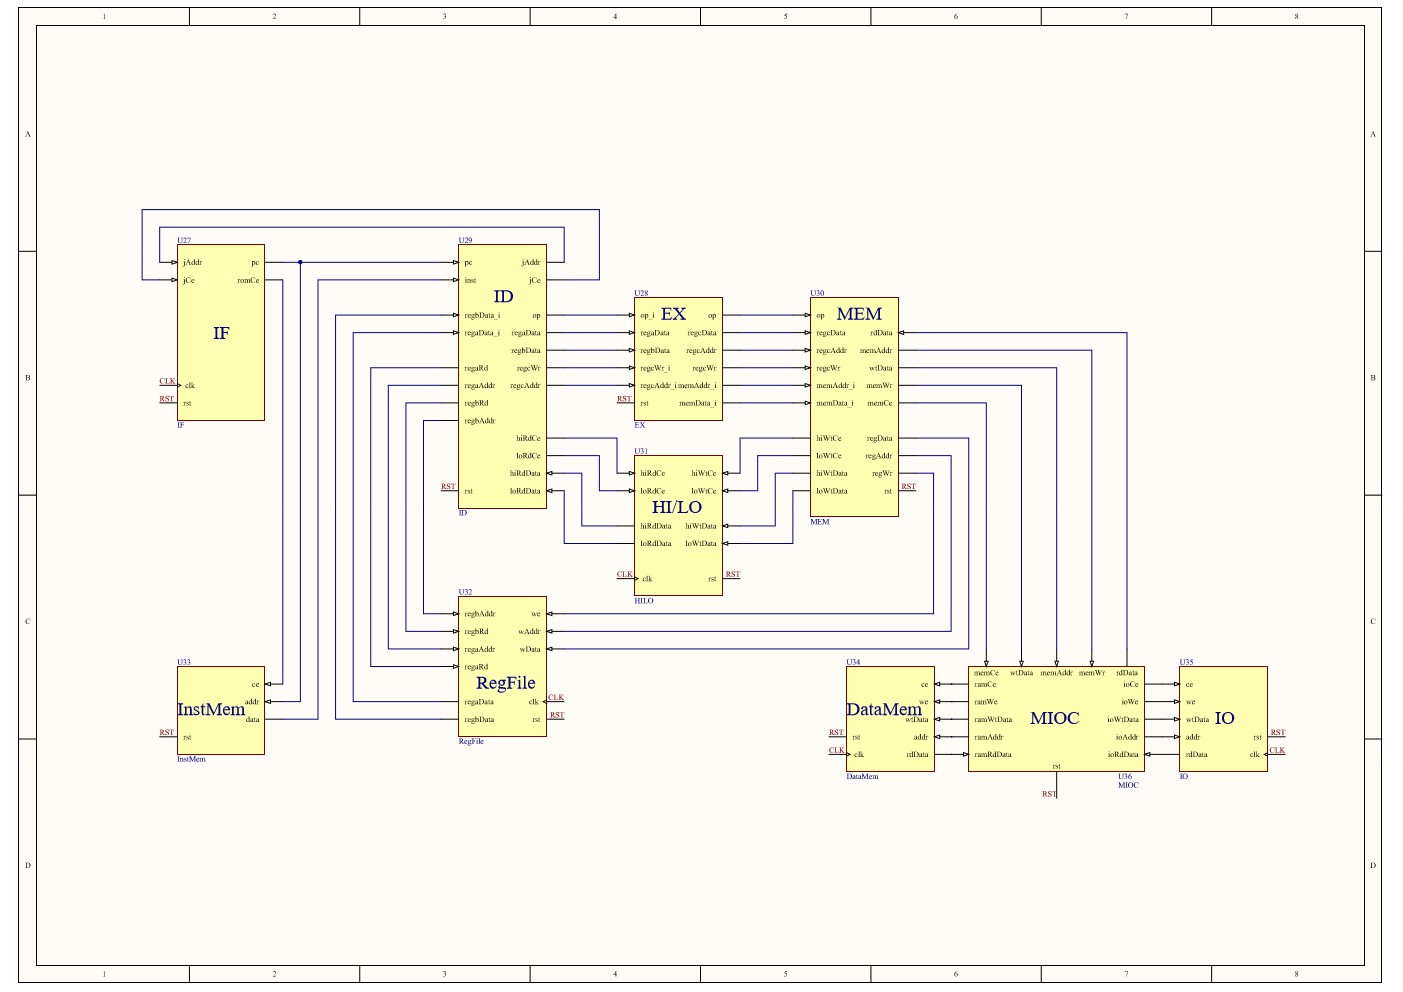 1 2 3 4 5 6 7 8
A A
U27
jAddr pc
jCe romCe
IF
CLK clk
RST rst
IF
U29
pc jAddr
inst jCe
ID
regbData_i op
regaData_i regaData
regbData
regaRd regcWr
regaAddr regcAddr
regbRd
regbAddr
hiRdCe
loRdCe
hiRdData
RST rst loRdData
ID
U28
op_i EX op
regaData regcData
regbData regcAddr
regcWr_i regcWr
regcAddr_i memAddr_i
RST rst memData_i
EX
U30
op MEM
regcData rdData
regcAddr memAddr
regcWr wtData
memAddr_i memWr
memData_i memCe
hiWtCe regData
loWtCe regAddr
hiWtData regWr
loWtData rst RST
MEM
B B
U31
hiRdCe hiWtCe
loRdCe loWtCe
HI/LO
hiRdData hiWtData
loRdData loWtData
CLK clk rst RST
HILO
U32
regbAddr we
regbRd wAddr
regaAddr wData
regaRd
RegFile
regaData clk CLK
regbData rst RST
RegFile
C C
U33
ce
InstMem addr
data
RST rst
InstMem
U34
ce
we
DataMem
wtData
RST rst addr
CLK clk rdData
DataMem
memCe wtData memAddr memWr rdData
ramCe ioCe
ramWe ioWe
ramWtData MIOC ioWtData
ramAddr ioAddr
ramRdData ioRdData
rst
U36
MIOC
RST
U35
ce
we
wtData IO
addr rst RST
rdData clk CLK
IO
D D
1 2 3 4 5 6 7 8